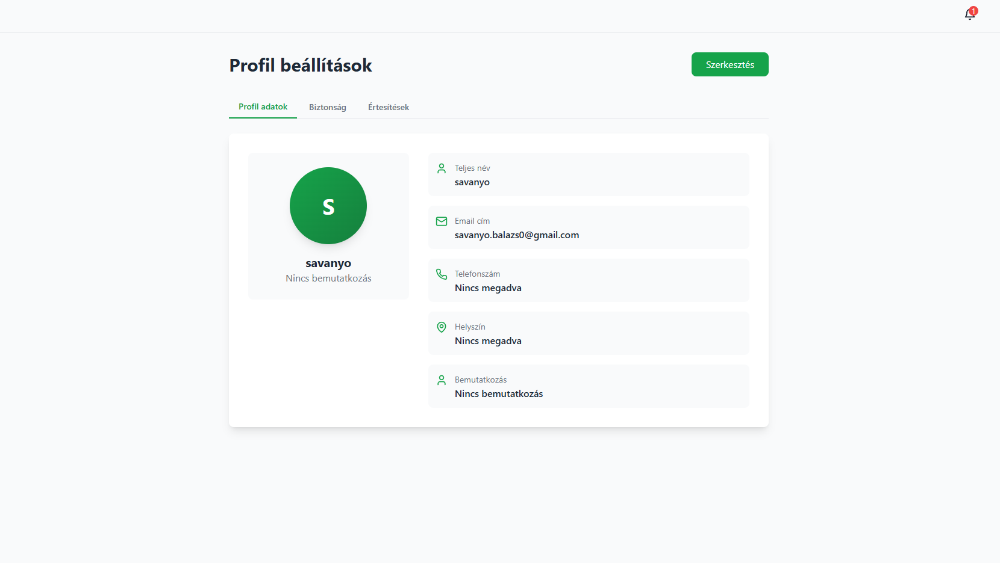 1
Profil beállítások
Szerkesztés
Profil adatok
Biztonság
Értesítések
S
savanyo
Nincs bemutatkozás
Teljes név
savanyo
Email cím
savanyo.balazs0@gmail.com
Telefonszám
Nincs megadva
Helyszín
Nincs megadva
Bemutatkozás
Nincs bemutatkozás